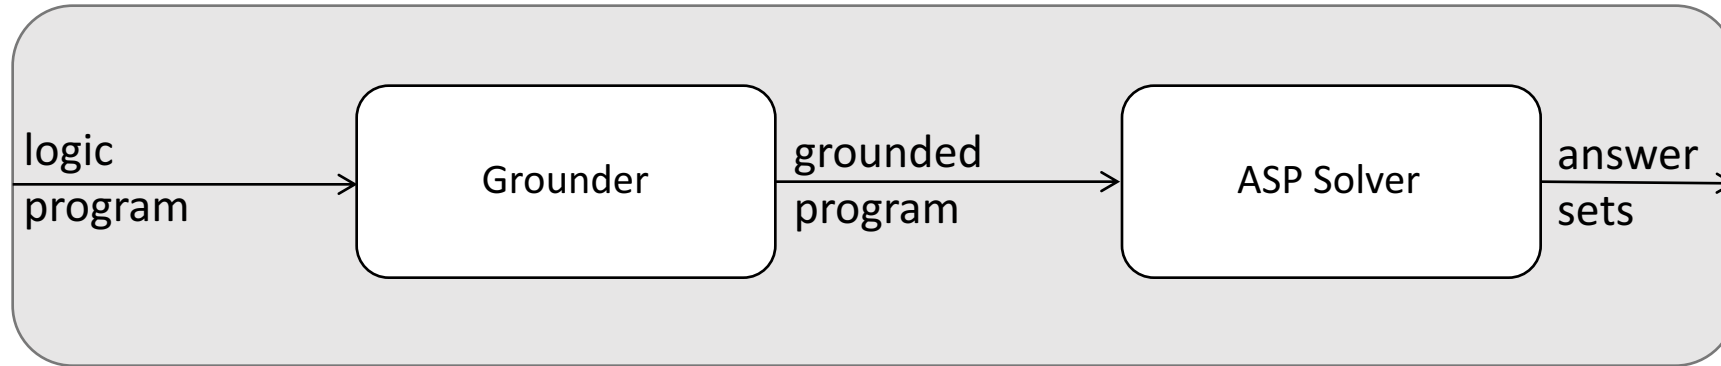 logic
program
Grounder
grounded
program
ASP Solver
answer
sets